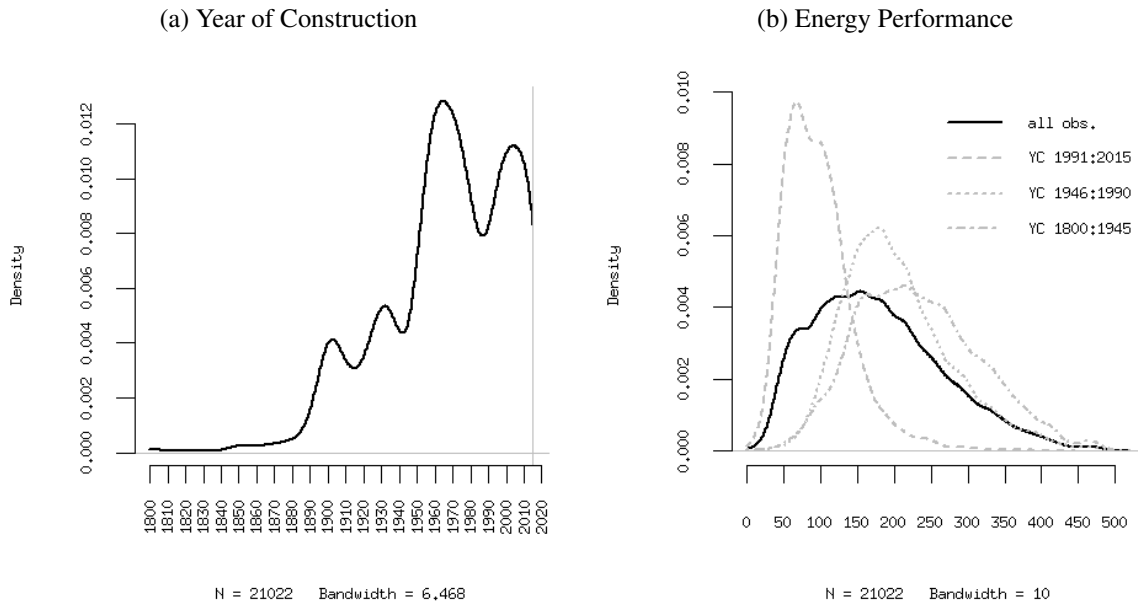 (a) Year of Construction
Density
0.000 0.002 0.004 0.006 0.008 0.010 0.012
1800 1810 1820 1830 1840 1850 1860 1870 1880 1890 1900 1910 1920 1930 1940 1950 1960 1970 1980 1990 2000 2010 2020
N = 21022 Bandwidth = 6.468
(b) Energy Performance
Density
0.000 0.002 0.004 0.006 0.008 0.010
all obs.
YC 1991:2015
YC 1946:1990
YC 1800:1945
0 50 100 150 200 250 300 350 400 450 500
N = 21022 Bandwidth = 10